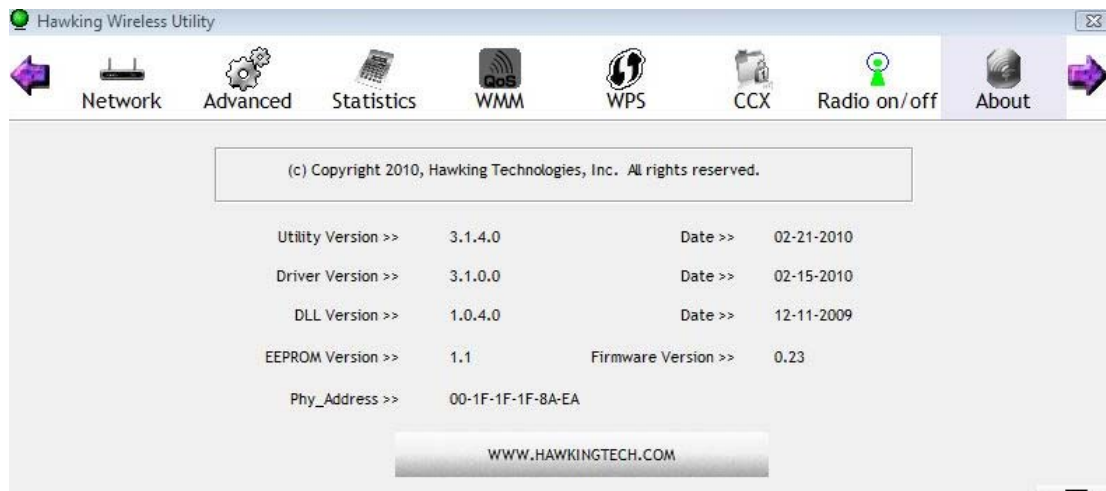 Hawking Wireless Utility
Network Advanced Statistics QoS WMM WPS CCX Radio on/off About
(c) Copyright 2010, Hawking Technologies, Inc. All rights reserved.
Utility Version >> 3.1.4.0 Date >> 02-21-2010
Driver Version >> 3.1.0.0 Date >> 02-15-2010
DLL Version >> 1.0.4.0 Date >> 12-11-2009
EEPROM Version >> 1.1 Firmware Version >> 0.23
Phy_Address >> 00-1F-1F-1F-8A-EA
WWW.HAWKINGTECH.COM